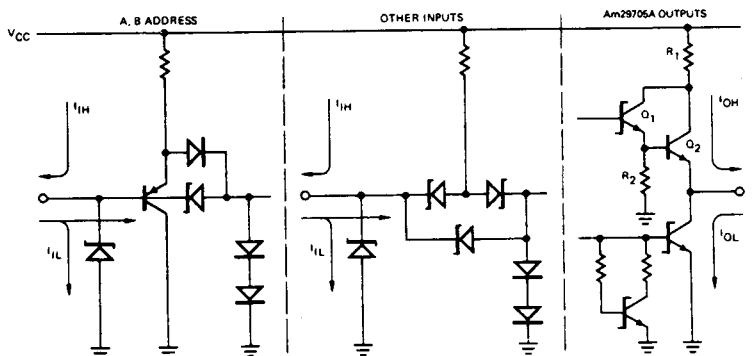 A, B ADDRESS
OTHER INPUTS
Am29705A OUTPUTS
VCC
R1
IIH
IIH
Q1
IOH
Q2
R2
IIL
IIL
IOL